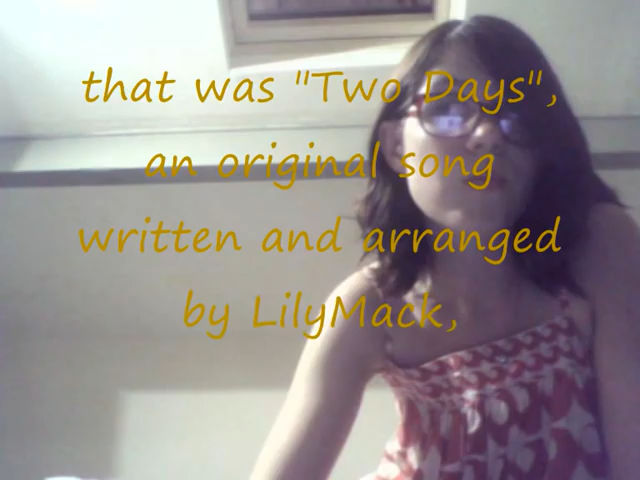 that was "Two Days",
an original song
written and arranged
by LilyMack,